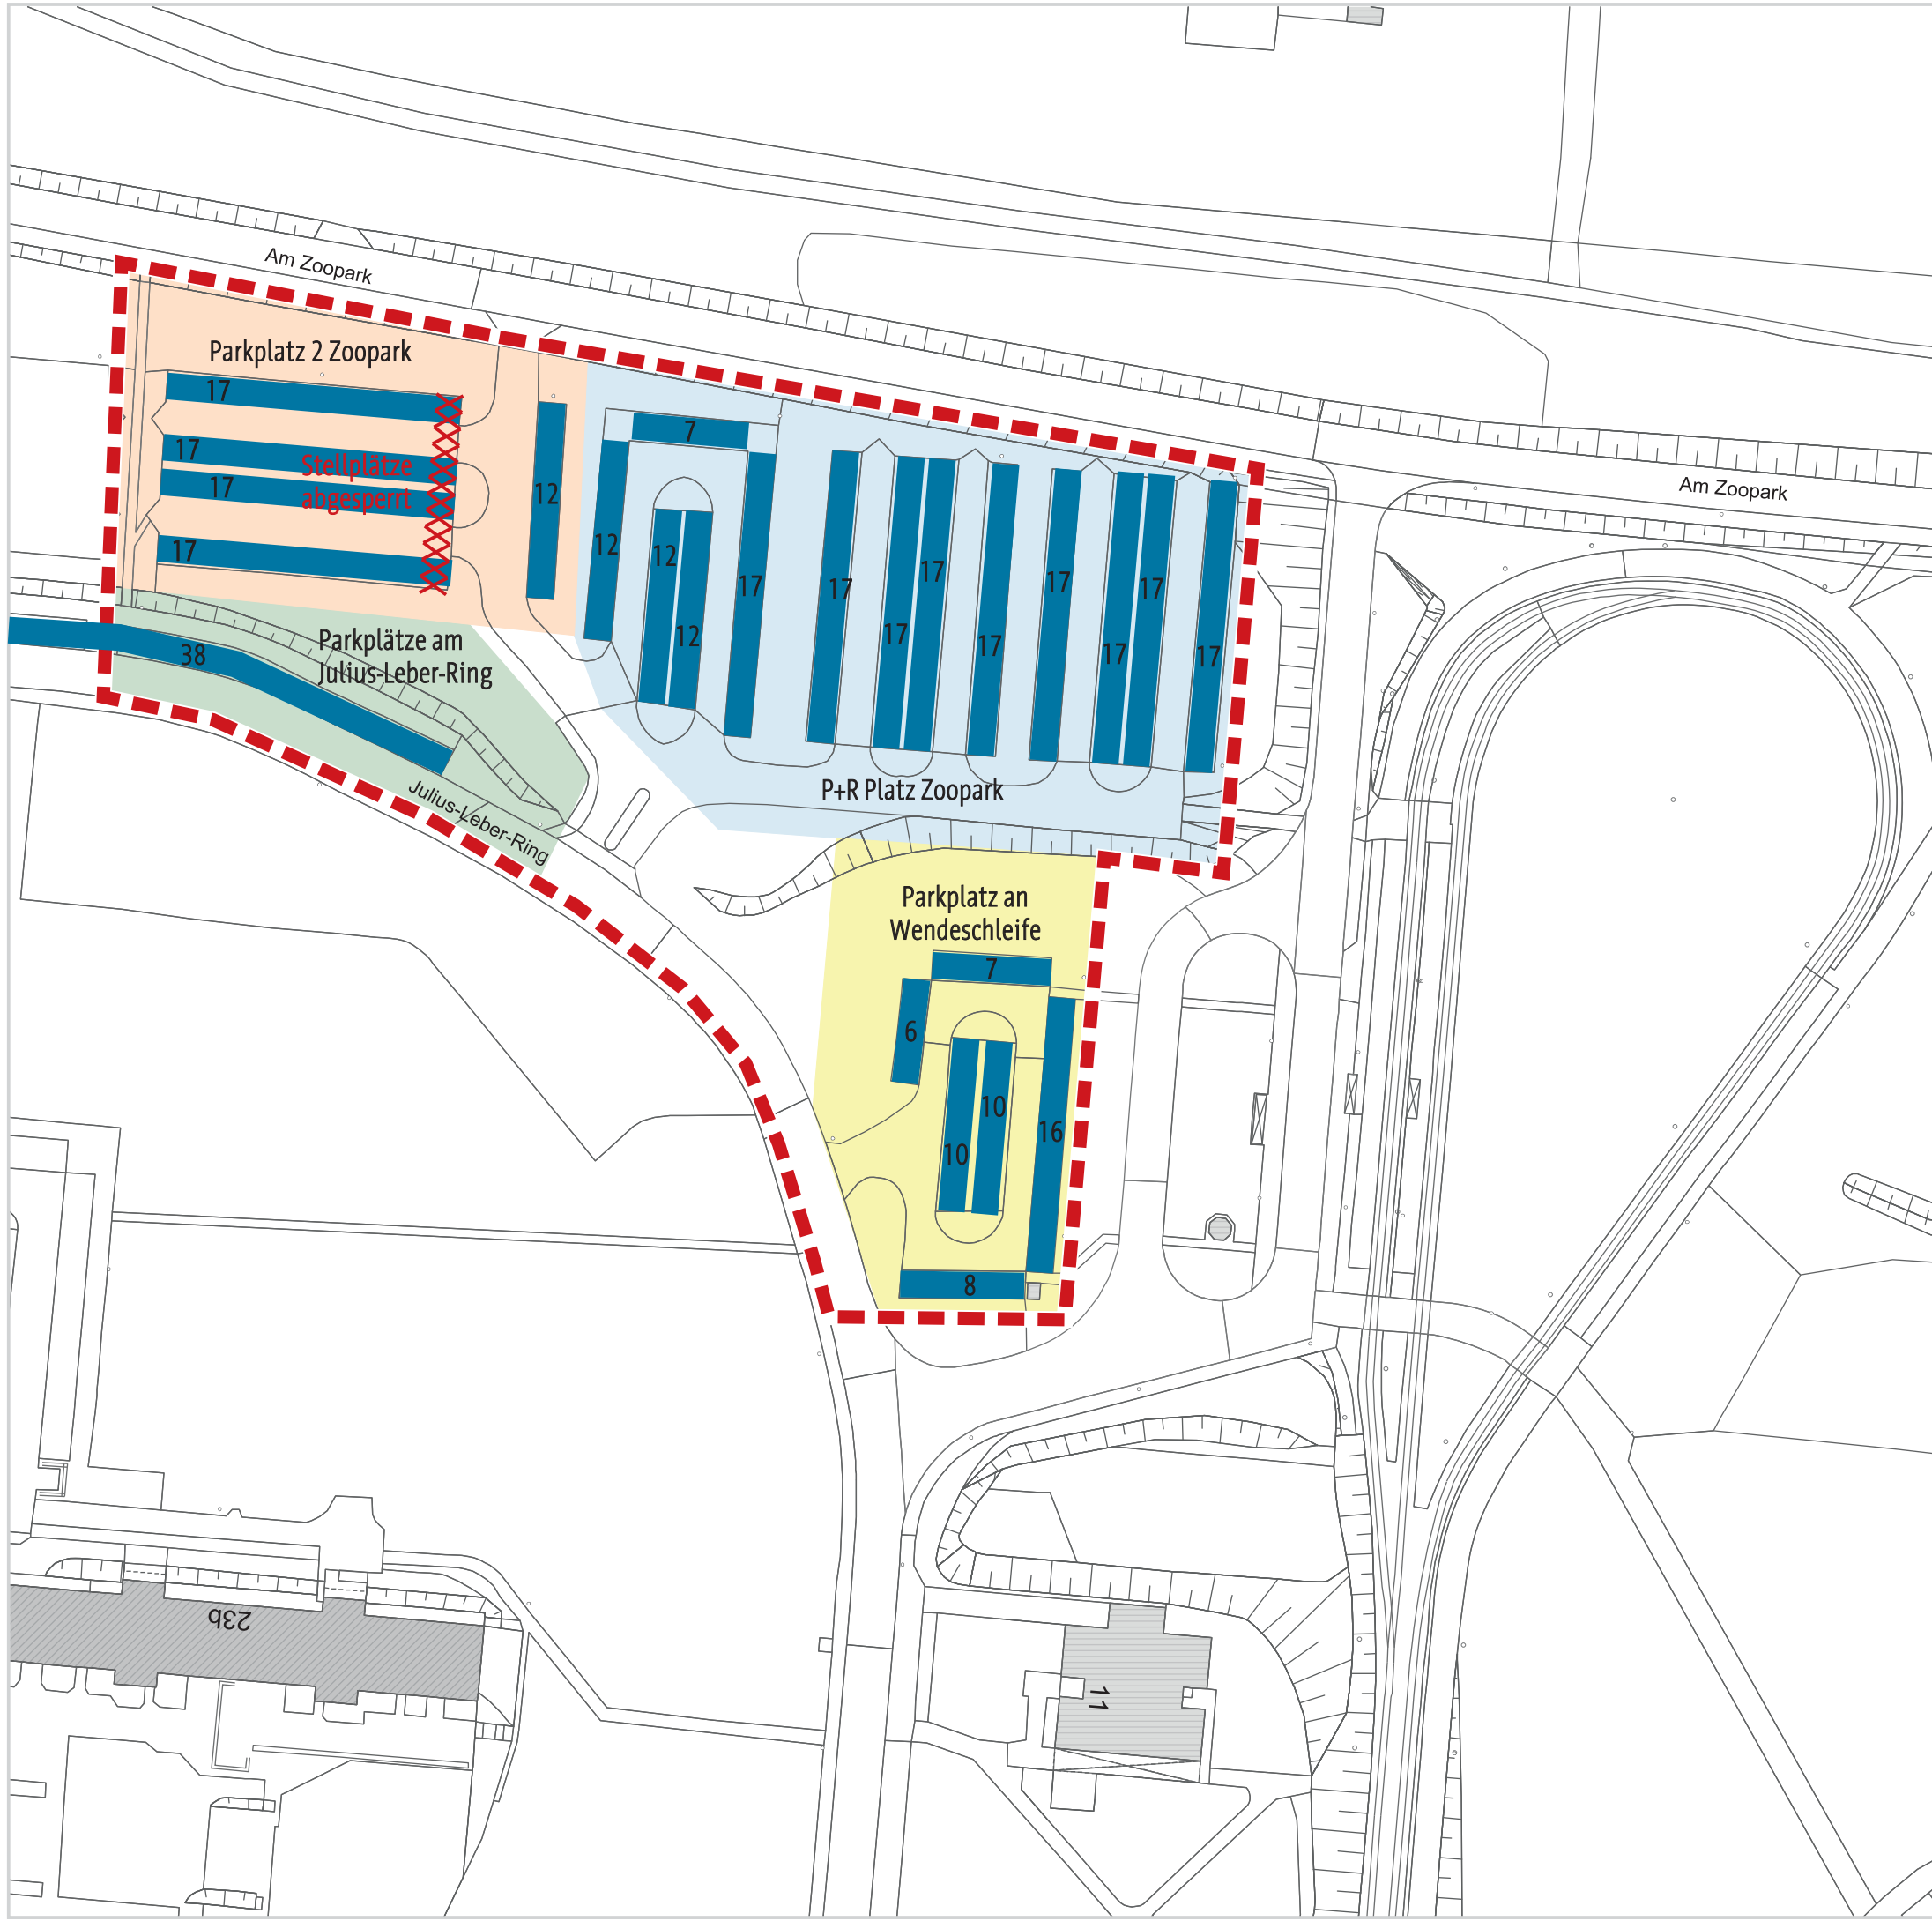 Am Zoopark
Parkplatz 2 Zoopark
17
17
Stellplätze
17
abgesperrt
17
12
Am Zoopark
7
12
12
12
17
17
17
17
17
17
17
17
17
Parkplätze am
Julius-Leber-Ring
38
Julius-Leber-Ring
P+R Platz Zoopark
Parkplatz an
Wendeschleife
7
6
10
10
16
8
23b
11